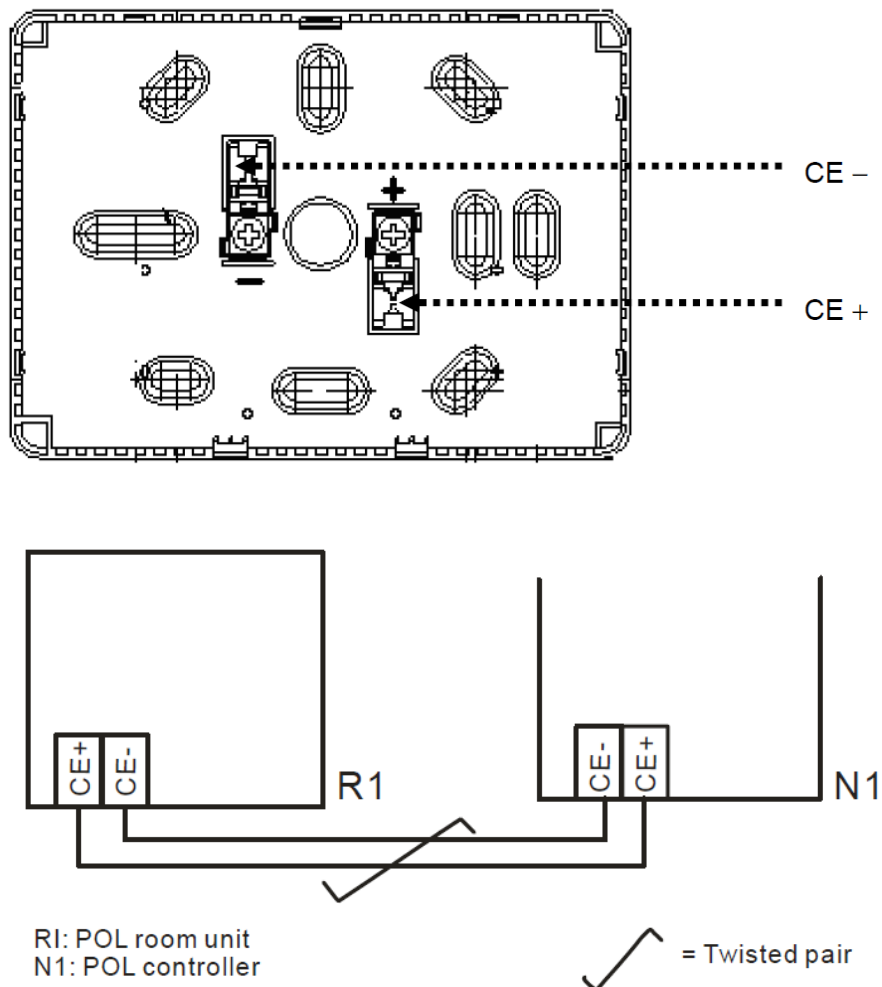 CE –
+
–
CE +
CE+ CE- R1
CE- CE+ N1
RI: POL room unit
N1: POL controller
= Twisted pair